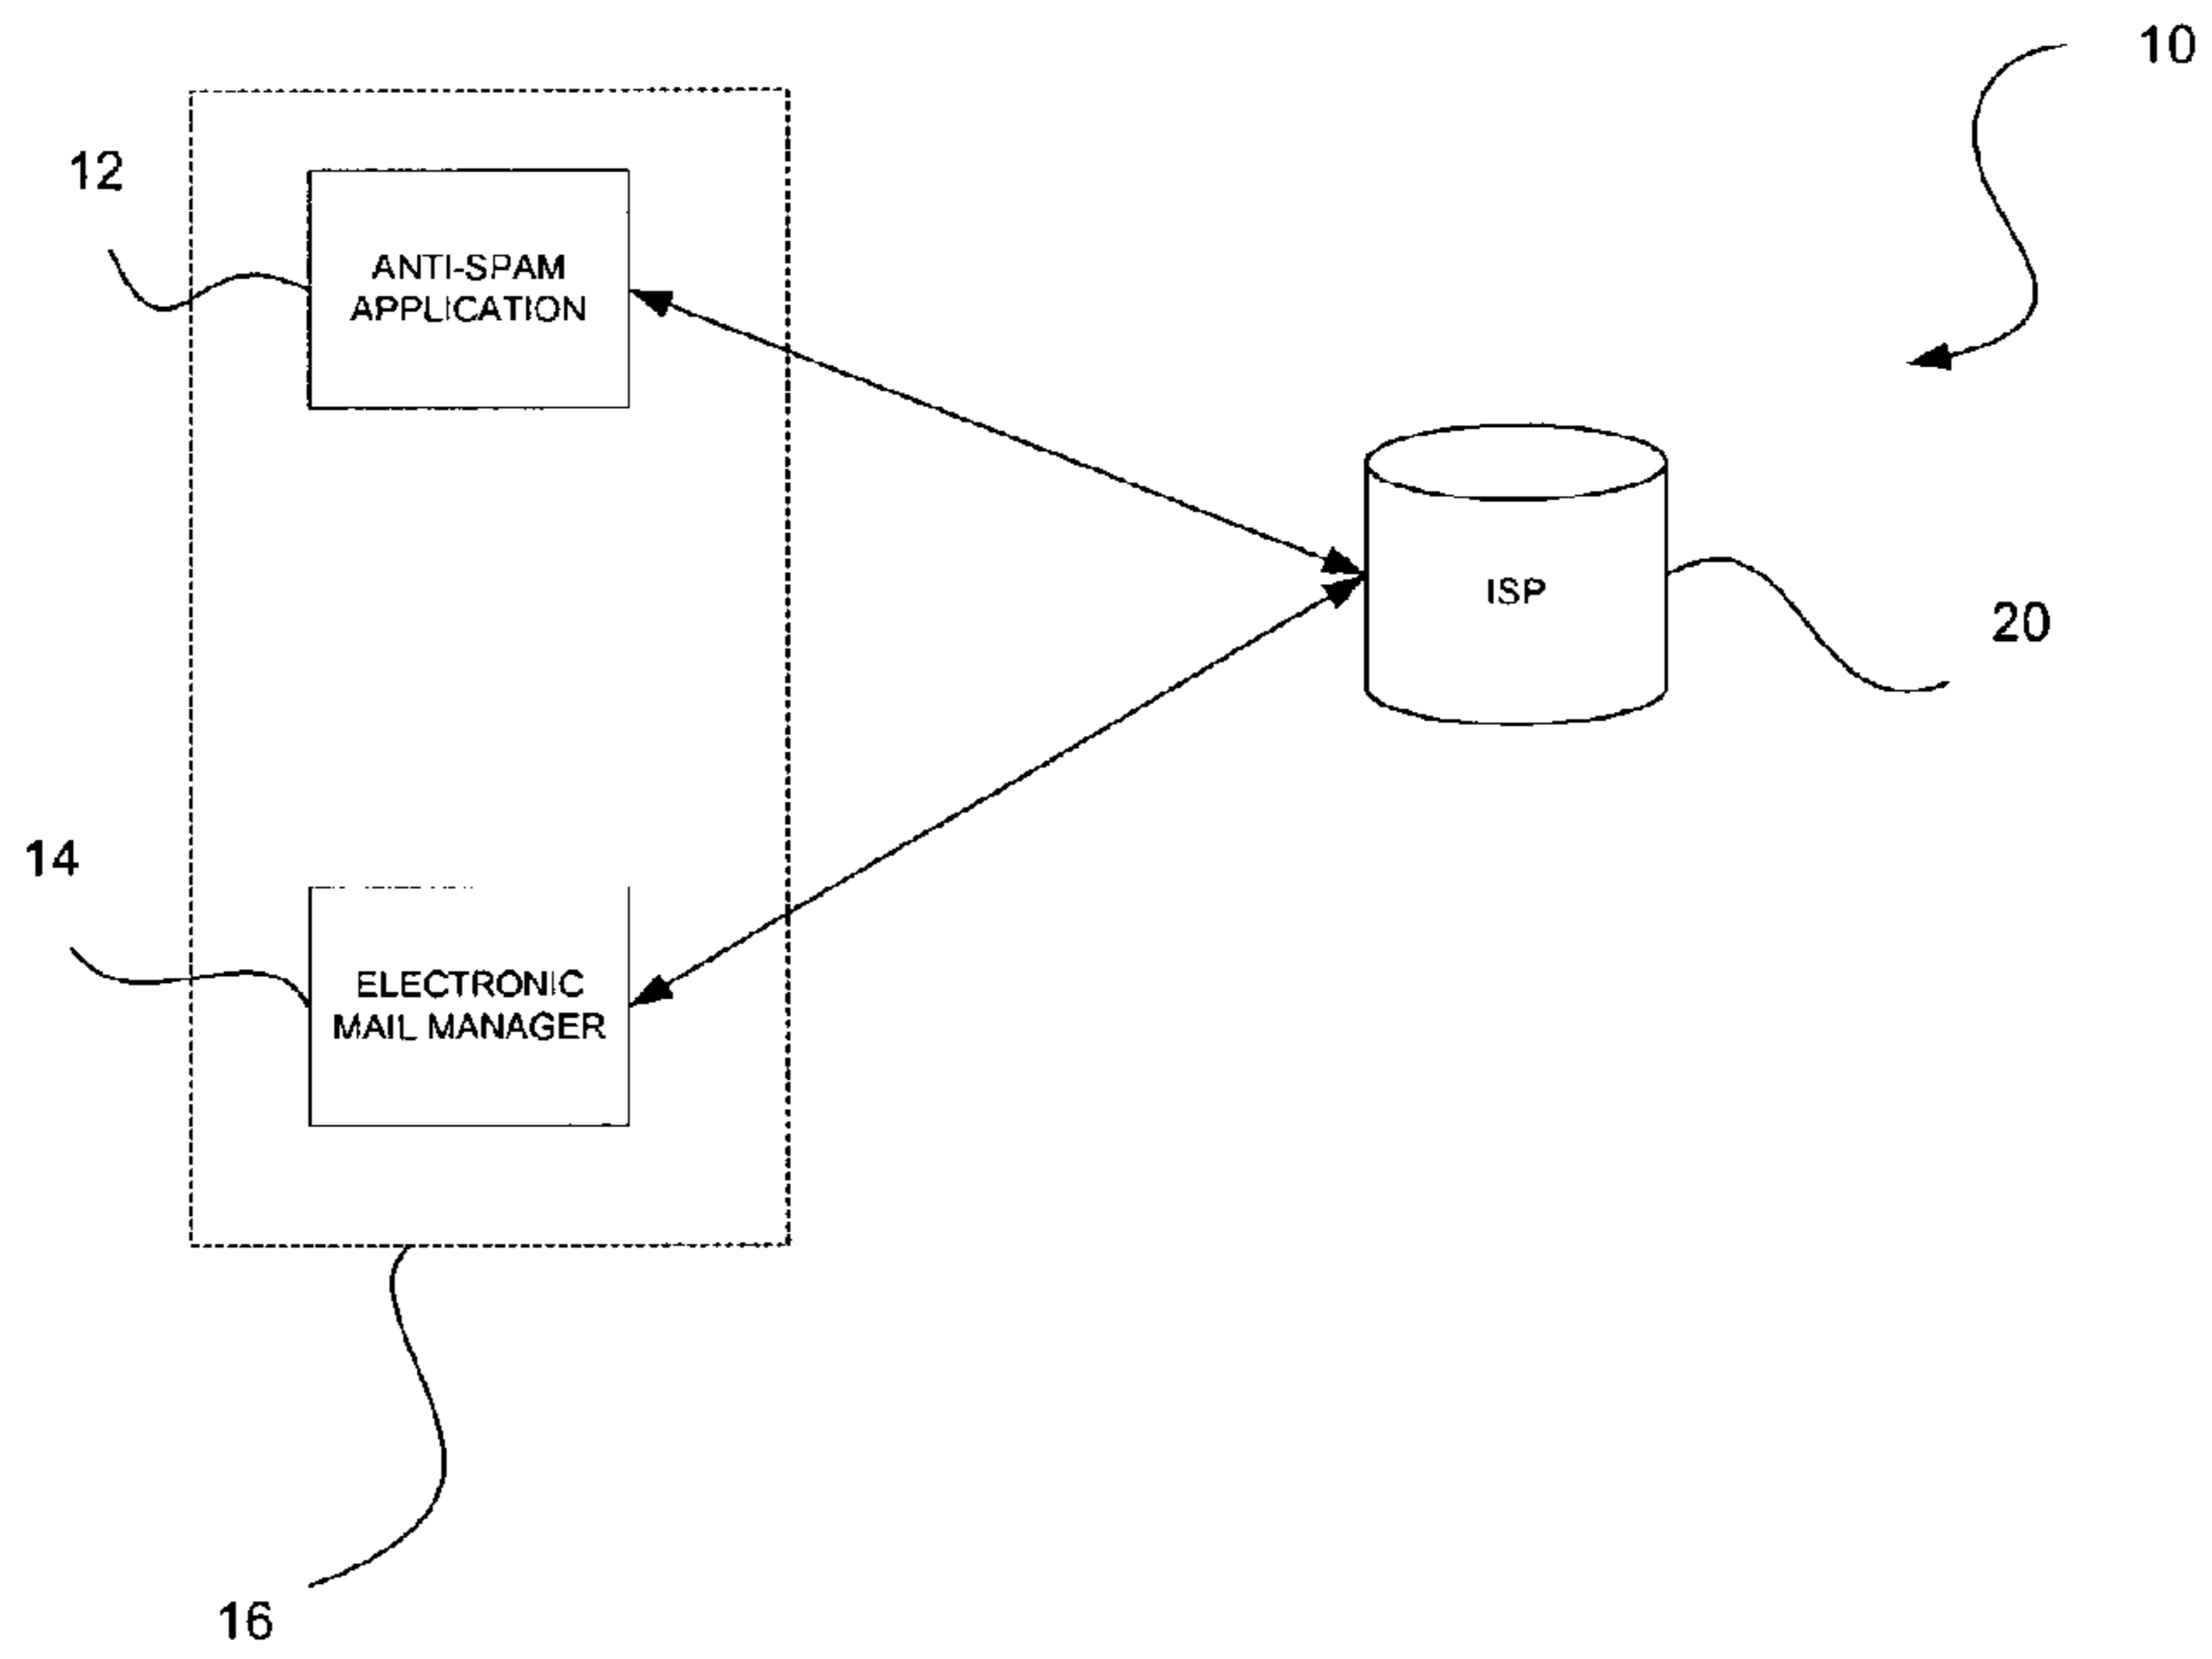 10
12
ANTI-SPAM
APPLICATION
ISP
20
14
ELECTRONIC
MAIL MANAGER
16